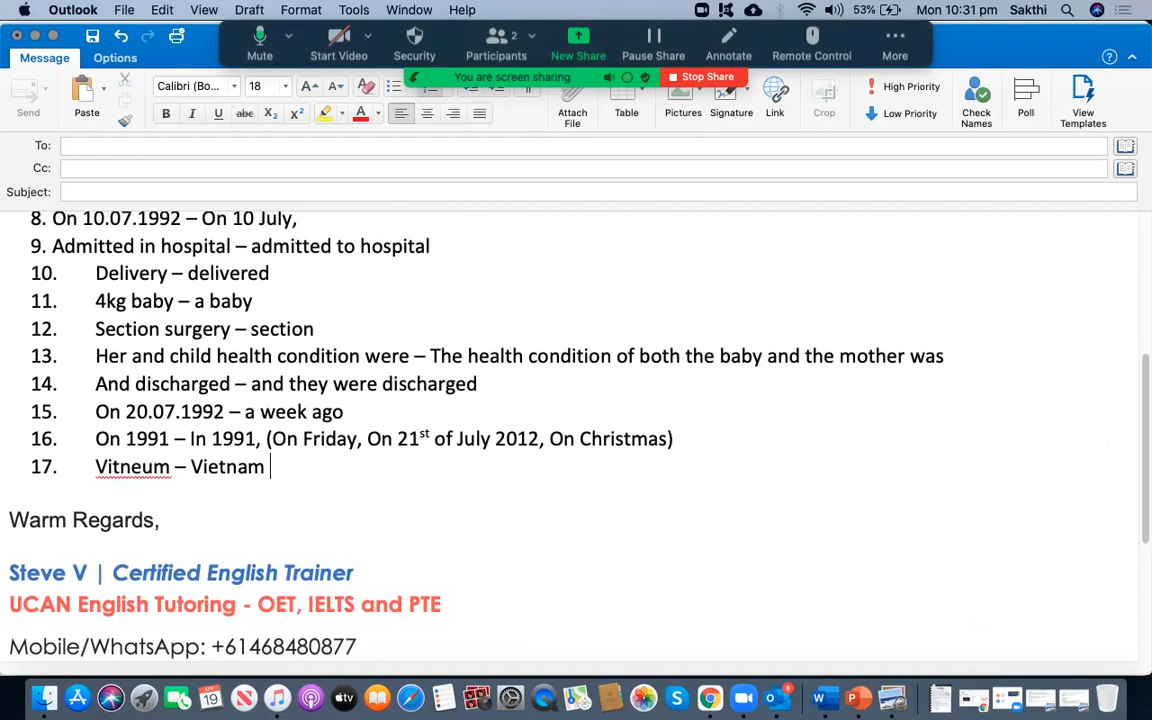 Outlook File Edit View Draft Format Tools Window Help 53% Mon 10:31 pm Sakthi
Mute Start Video Security Participants 2 New Share Pause Share Annotate Remote Control More
You are screen sharing Stop Share
Message Options
Send Paste Calibri (Bo... 18 A A Attach File Table Pictures Signature Link Crop High Priority Low Priority Check Names Poll View Templates
B I U abc X2 X2 A
To:
Cc:
Subject:
8. On 10.07.1992 – On 10 July,
9. Admitted in hospital – admitted to hospital
10. Delivery – delivered
11. 4kg baby – a baby
12. Section surgery – section
13. Her and child health condition were – The health condition of both the baby and the mother was
14. And discharged – and they were discharged
15. On 20.07.1992 – a week ago
16. On 1991 – In 1991, (On Friday, On 21st of July 2012, On Christmas)
17. Vitneum – Vietnam
Warm Regards,
Steve V | Certified English Trainer
UCAN English Tutoring - OET, IELTS and PTE
Mobile/WhatsApp: +61468480877